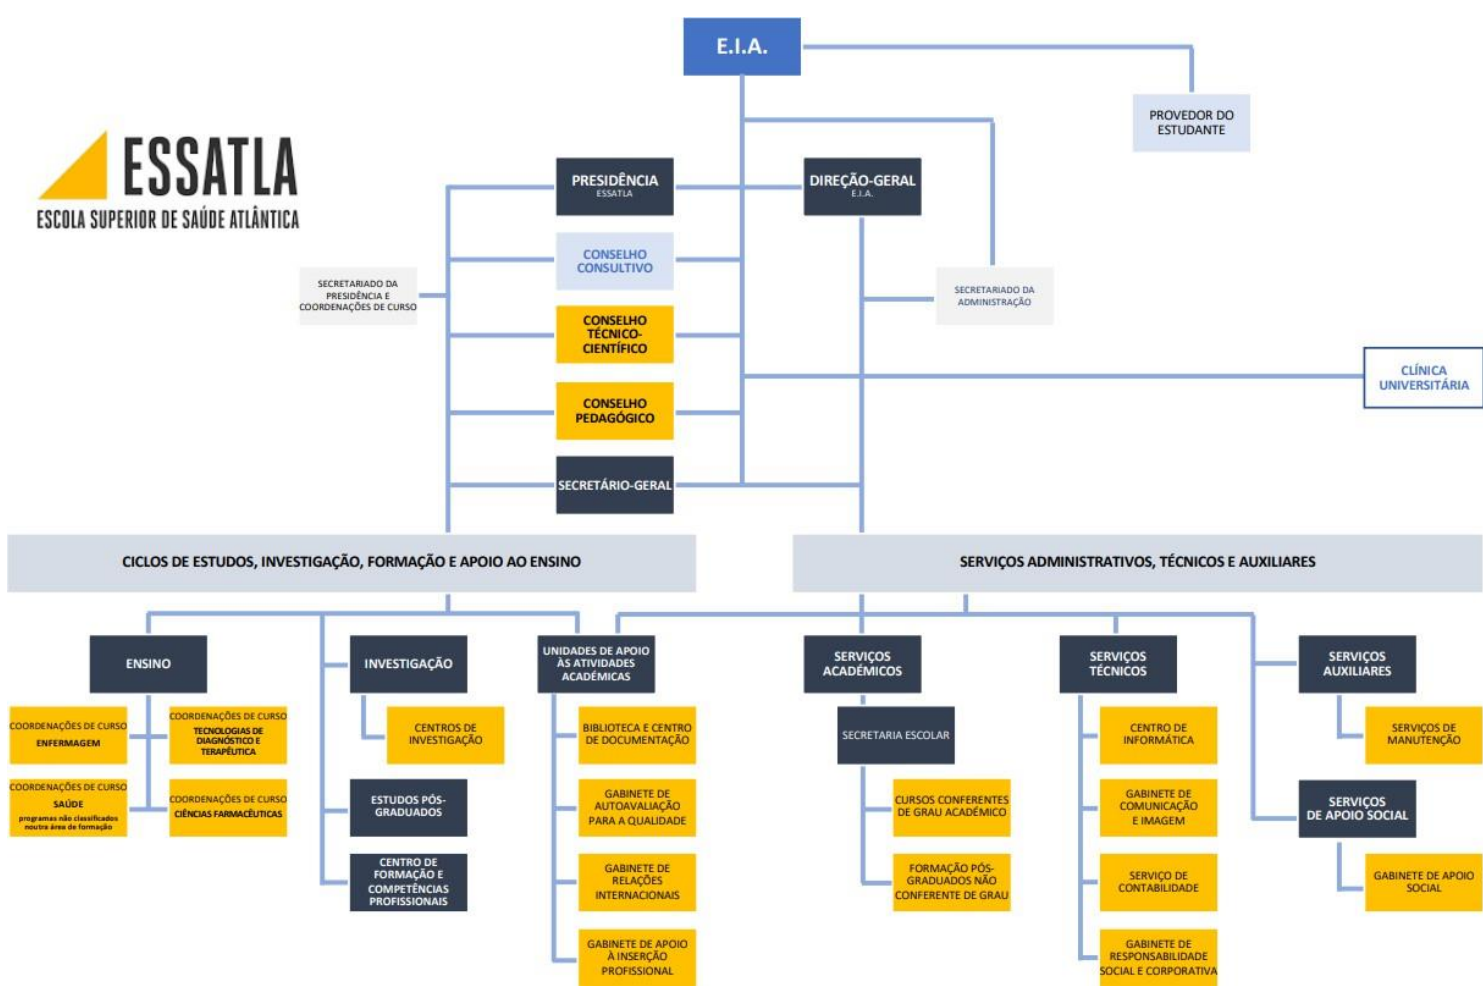 E.I.A.
PROVEDOR DO
ESTUDANTE
ESSATLA
ESCOLA SUPERIOR DE SAÚDE ATLÂNTICA
PRESIDÊNCIA
ESSATLA
DIREÇÃO-GERAL
E.I.A.
CONSELHO
CONSULTIVO
SECRETARIADO DA
PRESIDÊNCIA E
COORDENAÇÕES DE CURSO
SECRETARIADO DA
ADMINISTRAÇÃO
CONSELHO
TÉCNICO-
CIENTÍFICO
CLÍNICA
UNIVERSITÁRIA
CONSELHO
PEDAGÓGICO
SECRETÁRIO-GERAL
CICLOS DE ESTUDOS, INVESTIGAÇÃO, FORMAÇÃO E APOIO AO ENSINO
SERVIÇOS ADMINISTRATIVOS, TÉCNICOS E AUXILIARES
ENSINO
COORDENAÇÕES DE CURSO
ENFERMAGEM
COORDENAÇÕES DE CURSO
TECNOLOGIAS DE
DIAGNÓSTICO E
TERAPÊUTICA
COORDENAÇÕES DE CURSO
SAÚDE
programas não classificados
noutra área de formação
COORDENAÇÕES DE CURSO
CIÊNCIAS FARMACÊUTICAS
INVESTIGAÇÃO
CENTROS DE
INVESTIGAÇÃO
ESTUDOS PÓS-
GRADUADOS
CENTRO DE
FORMAÇÃO E
COMPETÊNCIAS
PROFISSIONAIS
UNIDADES DE APOIO
ÀS ATIVIDADES
ACADÉMICAS
BIBLIOTECA E CENTRO
DE DOCUMENTAÇÃO
GABINETE DE
AUTOAVALIAÇÃO
PARA A QUALIDADE
GABINETE DE
RELAÇÕES
INTERNACIONAIS
GABINETE DE APOIO
À INSERÇÃO
PROFISSIONAL
SERVIÇOS
ACADÉMICOS
SECRETARIA ESCOLAR
CURSOS CONFERENTES
DE GRAU ACADÉMICO
FORMAÇÃO PÓS-
GRADUADOS NÃO
CONFERENTE DE GRAU
SERVIÇOS
TÉCNICOS
CENTRO DE
INFORMÁTICA
GABINETE DE
COMUNICAÇÃO
E IMAGEM
SERVIÇO DE
CONTABILIDADE
GABINETE DE
RESPONSABILIDADE
SOCIAL E CORPORATIVA
SERVIÇOS
AUXILIARES
SERVIÇOS DE
MANUTENÇÃO
SERVIÇOS
DE APOIO SOCIAL
GABINETE DE APOIO
SOCIAL